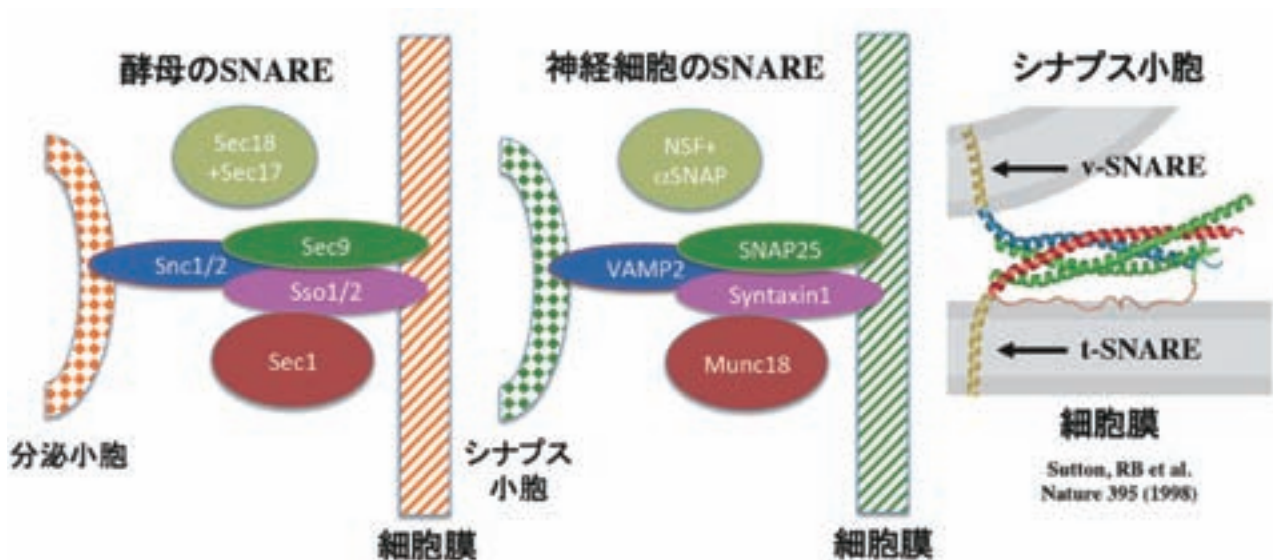 酵母のSNARE
Sec18
+Sec17
Sec9
Snc1/2
Sso1/2
Sec1
分泌小胞
細胞膜
神経細胞のSNARE
NSF+
αSNAP
SNAP25
VAMP2
Syntaxin1
Munc18
シナプス
小胞
細胞膜
シナプス小胞
v-SNARE
t-SNARE
細胞膜
Sutton, RB et al.
Nature 395 (1998)